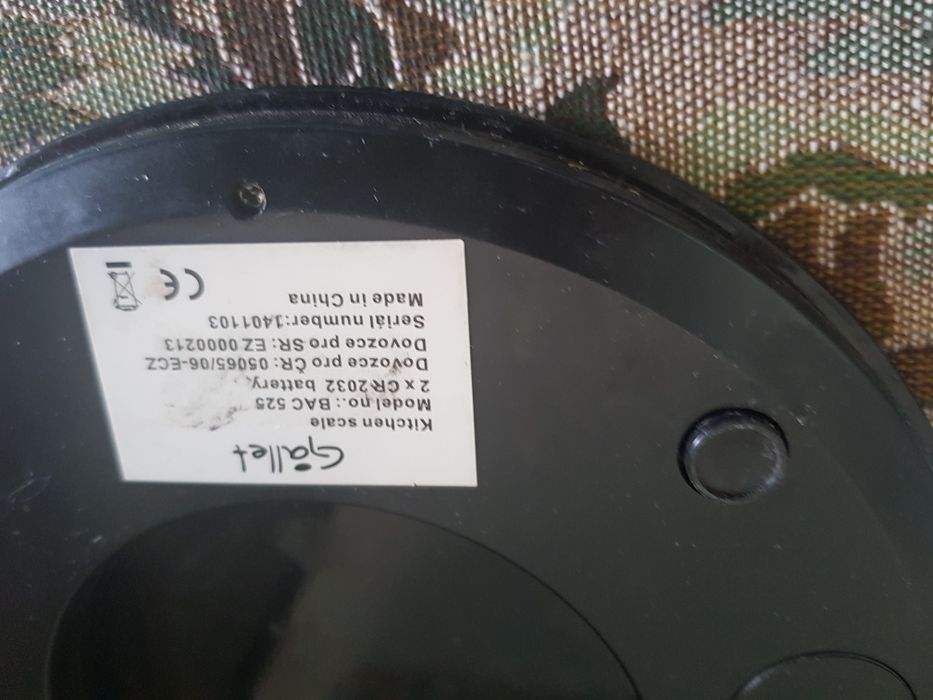 Gallet
Kitchen scale
Model no.: BAC 525
2 x CR 2032 battery
Dovozce pro ČR: 05065/06-ECZ
Dovozce pro SR: EZ 0000213
Seriál number:1401103
Made in China
CE